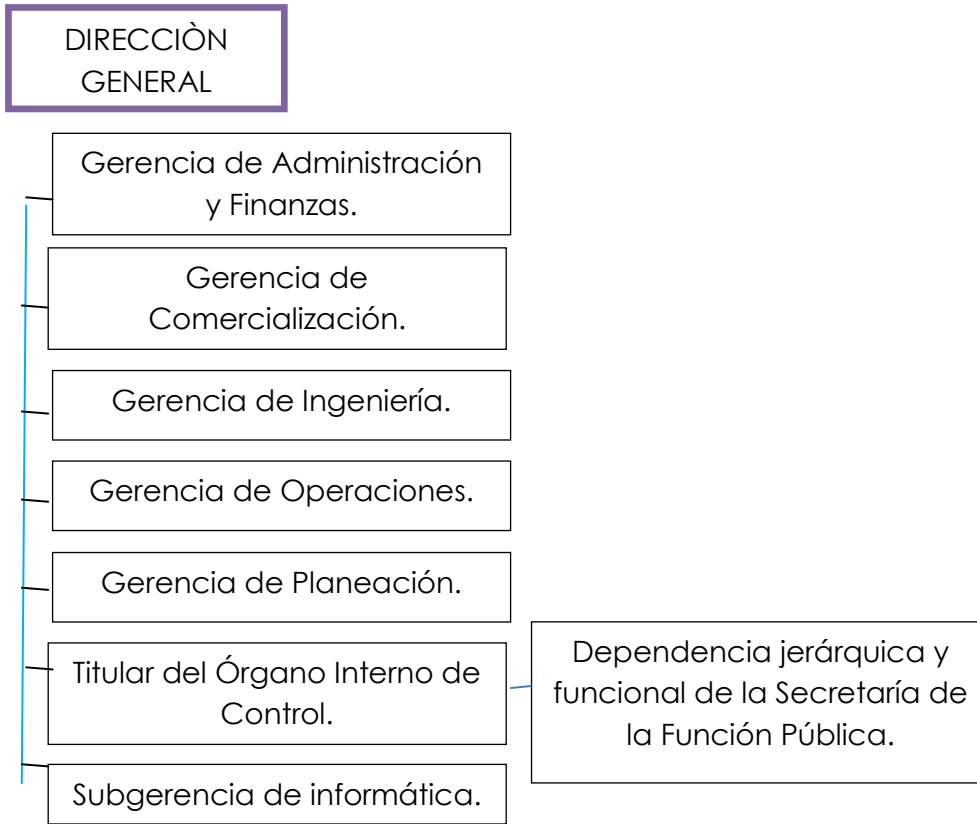 DIRECCIÒN
GENERAL
Gerencia de Administración
y Finanzas.
Gerencia de
Comercialización.
Gerencia de Ingeniería.
Gerencia de Operaciones.
Gerencia de Planeación.
Titular del Órgano Interno de
Control.
Dependencia jerárquica y
funcional de la Secretaría de
la Función Pública.
Subgerencia de informática.